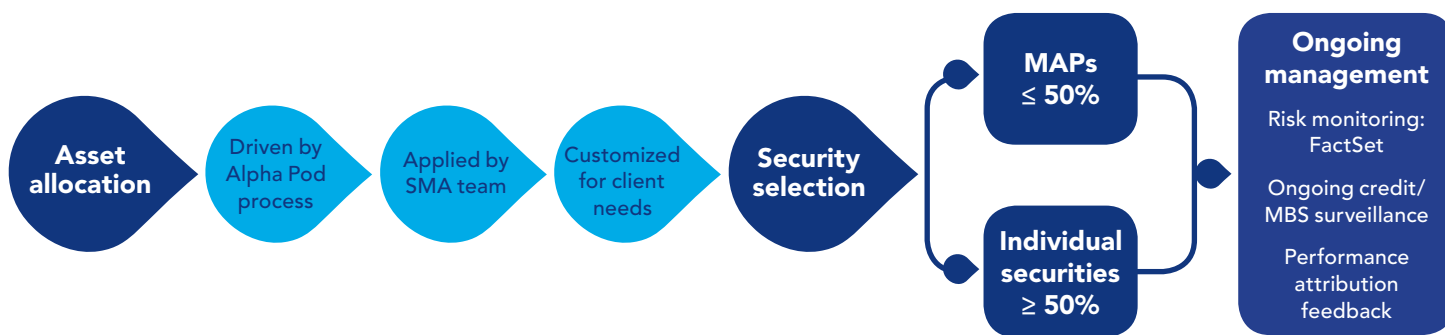 Asset
allocation
Driven by
Alpha Pod
process
Applied by
SMA team
Customized
for client
needs
Security
selection
MAPs
≤ 50%
Individual
securities
≥ 50%
Ongoing
management
Risk monitoring:
FactSet
Ongoing credit/
MBS surveillance
Performance
attribution
feedback